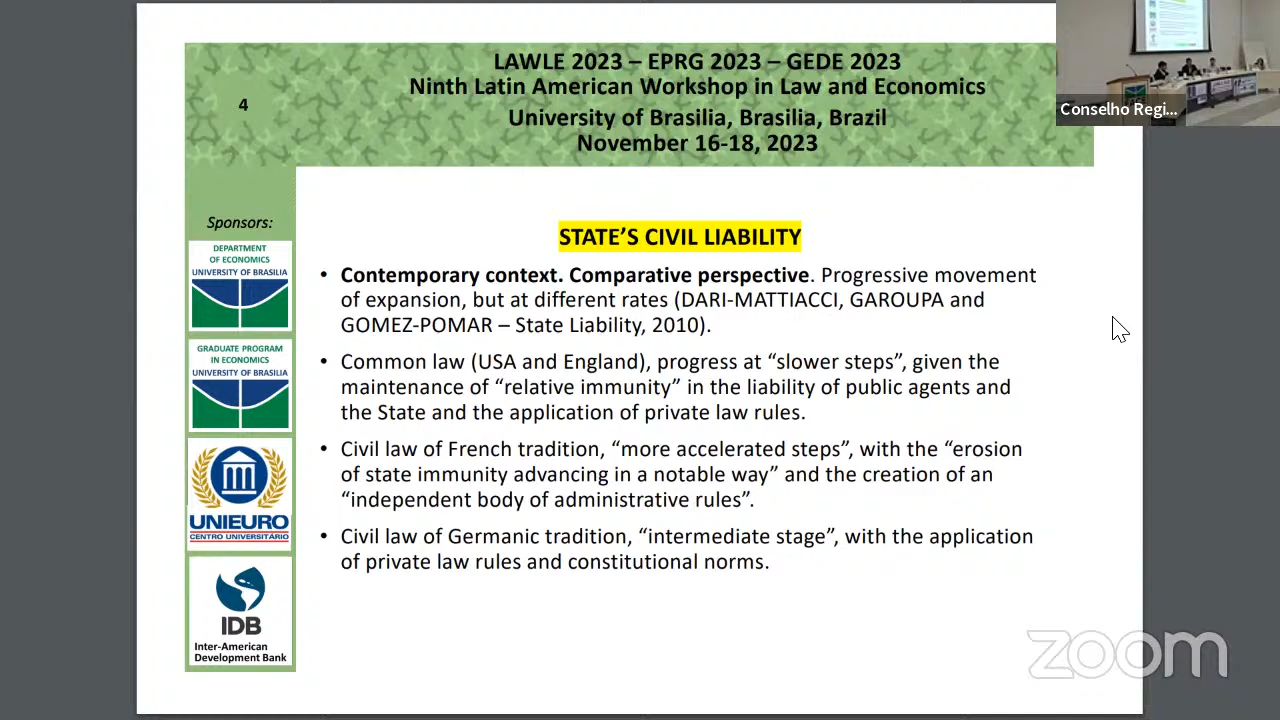 LAWLE 2023 – EPRG 2023 – GEDE 2023
Ninth Latin American Workshop in Law and Economics
University of Brasilia, Brasilia, Brazil
November 16-18, 2023
4
Conselho Regi...
Sponsors:
DEPARTMENT
OF ECONOMICS
UNIVERSITY OF BRASILIA
GRADUATE PROGRAM
IN ECONOMICS
UNIVERSITY OF BRASILIA
UNIEURO
CENTRO UNIVERSITÁRIO
IDB
Inter-American
Development Bank
STATE'S CIVIL LIABILITY
• Contemporary context. Comparative perspective. Progressive movement
of expansion, but at different rates (DARI-MATTIACCI, GAROUPA and
GOMEZ-POMAR – State Liability, 2010).
• Common law (USA and England), progress at “slower steps”, given the
maintenance of “relative immunity” in the liability of public agents and
the State and the application of private law rules.
• Civil law of French tradition, “more accelerated steps”, with the “erosion
of state immunity advancing in a notable way” and the creation of an
“independent body of administrative rules”.
• Civil law of Germanic tradition, “intermediate stage”, with the application
of private law rules and constitutional norms.
zoom